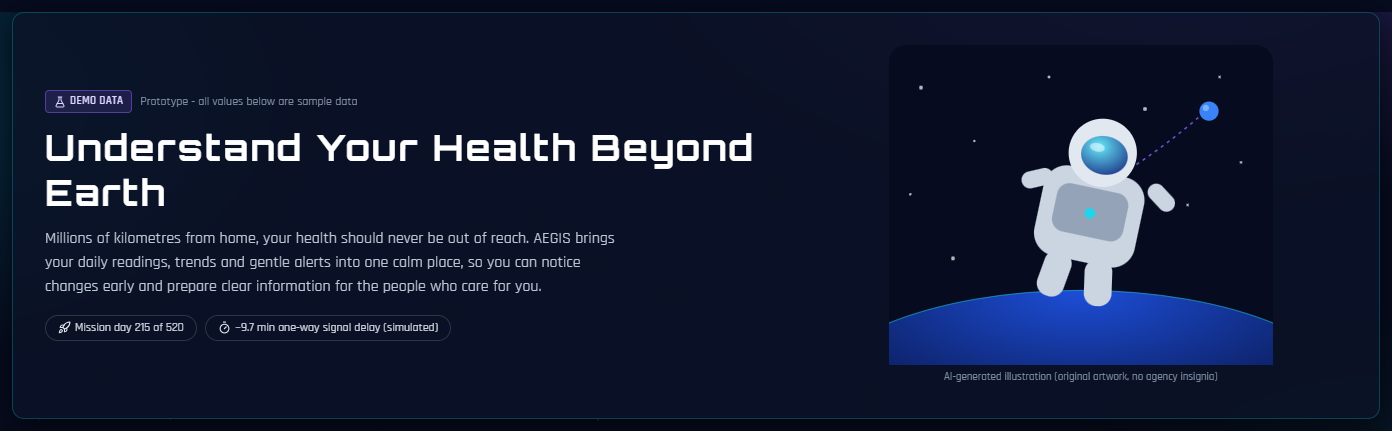 DEMO DATA
Prototype - all values below are sample data
Understand Your Health Beyond
Earth
Millions of kilometres from home, your health should never be out of reach. AEGIS brings
your daily readings, trends and gentle alerts into one calm place, so you can notice
changes early and prepare clear information for the people who care for you.
Mission day 215 of 520
~9.7 min one-way signal delay (simulated)
AI-generated illustration (original artwork, no agency insignia)